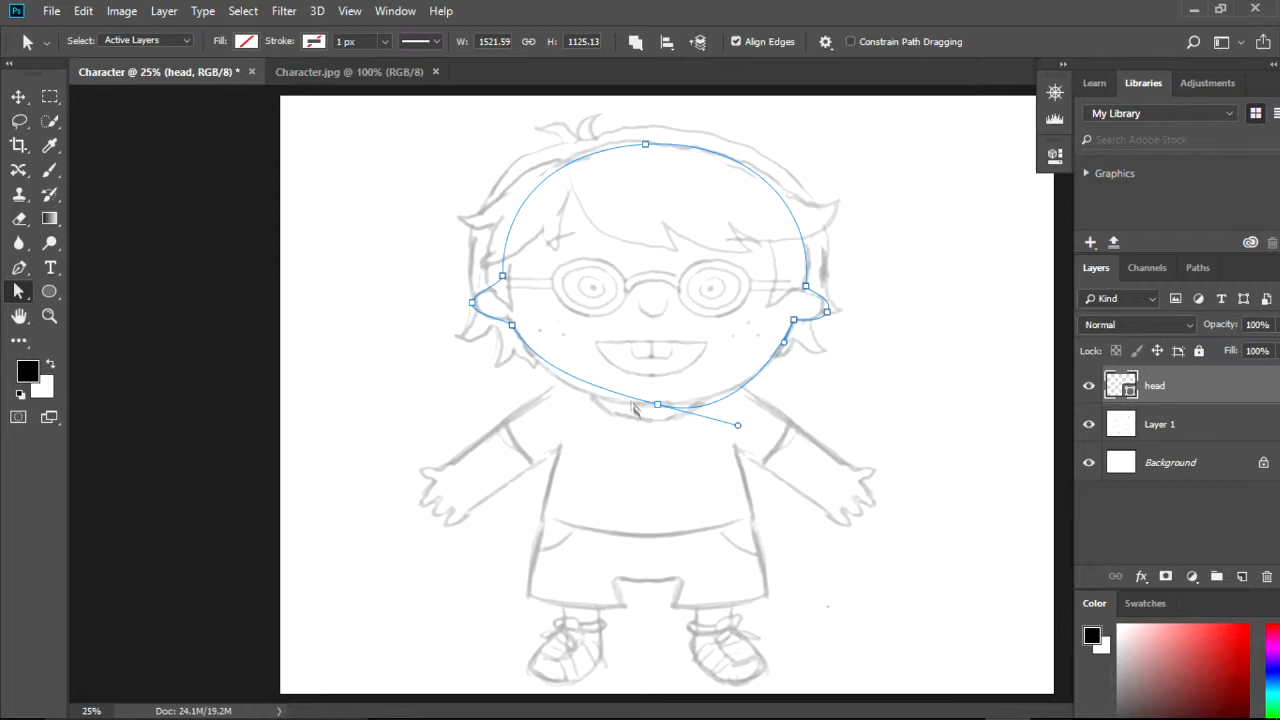 Ps File Edit Image Layer Type Select Filter 3D View Window Help
Select: Active Layers Fill: Stroke: 1 px W: 1521.59 H: 1125.13 Align Edges Constrain Path Dragging
Character @ 25% (head, RGB/8) * × Character.jpg @ 100% (RGB/8) ×
Learn Libraries Adjustments
My Library
Search Adobe Stock
Graphics
Layers Channels Paths
Kind
Normal Opacity: 100%
Lock: Fill: 100%
head
Layer 1
Background
Color Swatches
25% Doc: 24.1M/19.2M